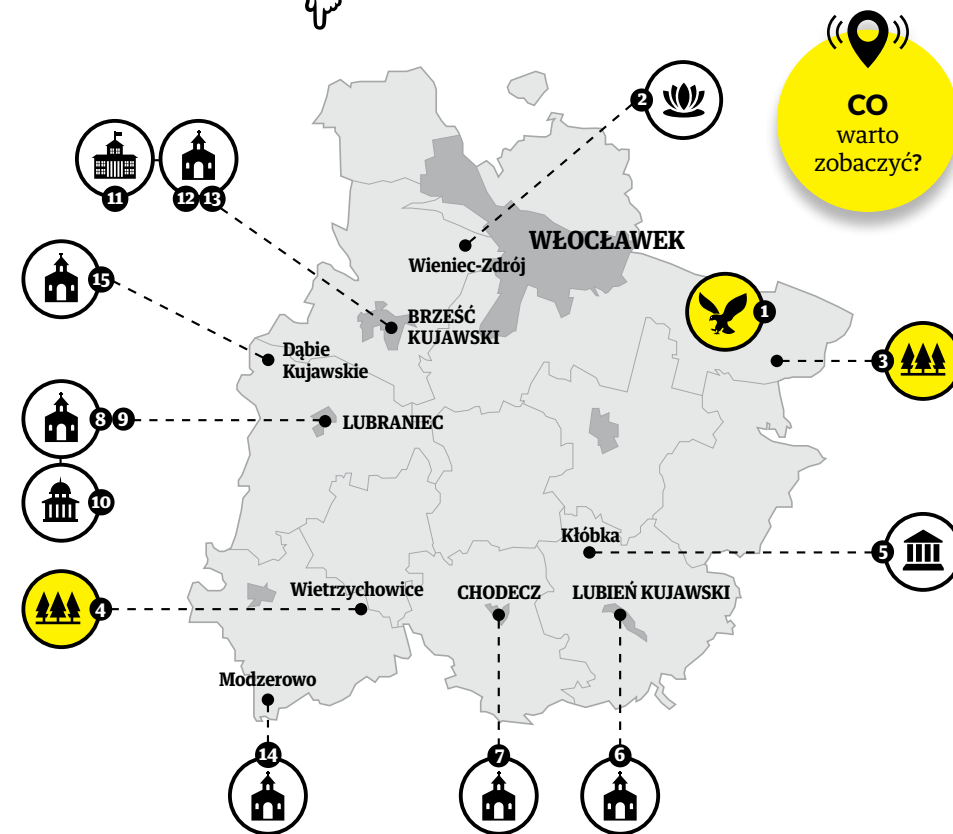 CO
warto
zobaczyć?
2
11
12 13
WŁOCŁAWEK
Wieniec-Zdrój
15
1
BRZEŚĆ
KUJAWSKI
Dąbie
Kujawskie
3
8 9
LUBRANIEC
10
Kłóbka
5
Wietrzychowice
CHODECZ
LUBIEŃ KUJAWSKI
4
Modzerowo
14
7
6